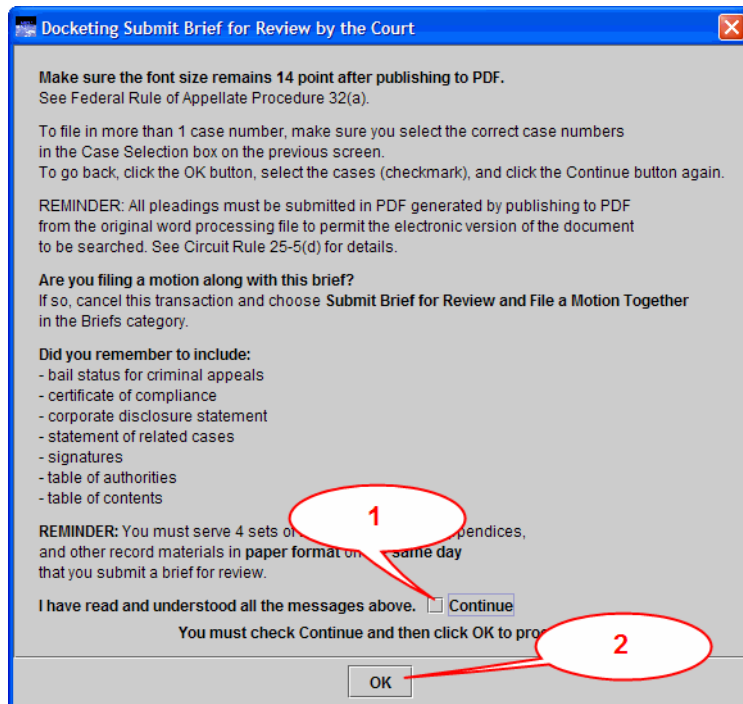 Docketing Submit Brief for Review by the Court
Make sure the font size remains 14 point after publishing to PDF.
See Federal Rule of Appellate Procedure 32(a).
To file in more than 1 case number, make sure you select the correct case numbers
in the Case Selection box on the previous screen.
To go back, click the OK button, select the cases (checkmark), and click the Continue button again.
REMINDER: All pleadings must be submitted in PDF generated by publishing to PDF
from the original word processing file to permit the electronic version of the document
to be searched. See Circuit Rule 25-5(d) for details.
Are you filing a motion along with this brief?
If so, cancel this transaction and choose Submit Brief for Review and File a Motion Together
in the Briefs category.
Did you remember to include:
- bail status for criminal appeals
- certificate of compliance
- corporate disclosure statement
- statement of related cases
- signatures
- table of authorities
- table of contents
1
REMINDER: You must serve 4 sets of
and other record materials in paper format same day
that you submit a brief for review.
I have read and understood all the messages above. Continue
You must check Continue and then click OK to
2
OK